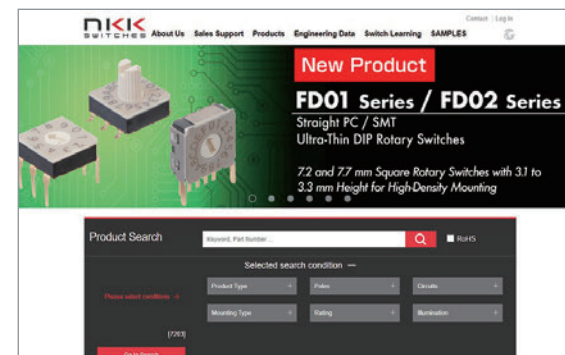 Contact | Log In
NKK
SWITCHES
About Us Sales Support Products Engineering Data Switch Learning SAMPLES
New Product
FD01 Series / FD02 Series
Straight PC / SMT
Ultra-Thin DIP Rotary Switches
7.2 and 7.7 mm Square Rotary Switches with 3.1 to
3.3 mm Height for High-Density Mounting
Product Search
Keyword, Part Number ...
RoHS
Selected search condition —
Please select conditions
Product Type + Poles + Circuits +
Mounting Type + Rating + Illumination +
[7263]
Go to Search